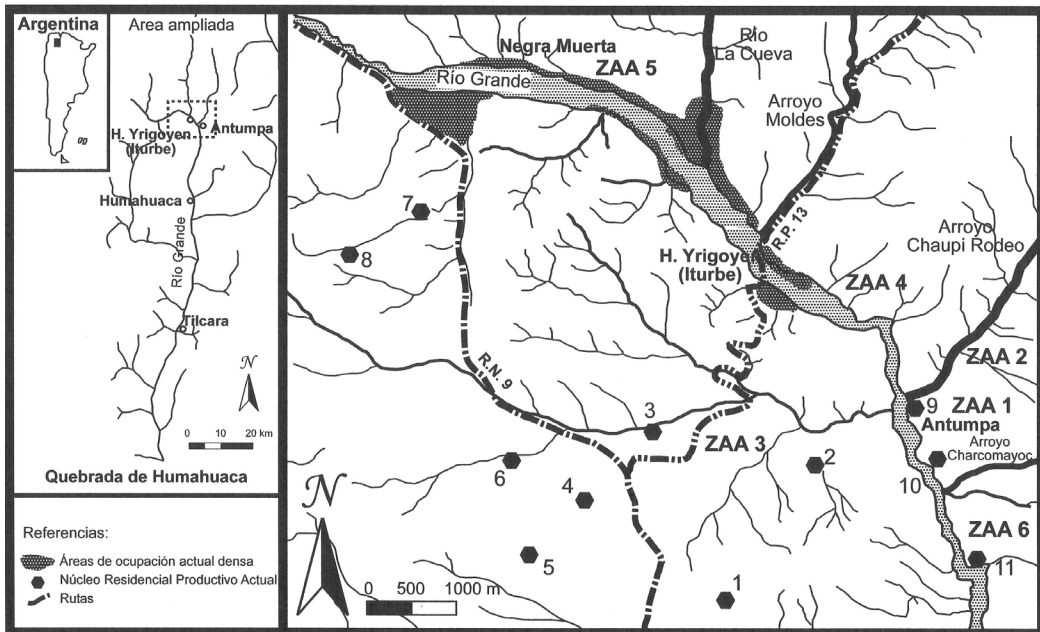 Argentina
Area ampliada
H. Yrigoyen
(Iturbe)
Antumpa
Humahuaca
Río Grande
Tilcara
N
0 10 20 km
Quebrada de Humahuaca
Referencias:
Áreas de ocupación actual densa
Núcleo Residencial Productivo Actual
Rutas
Negra Muerta
ZAA 5
Río Grande
Río
La Cueva
Arroyo
Moldes
R.P. 13
Arroyo
Chaupi Rodeo
7
8
H. Yrigoyen
(Iturbe)
ZAA 4
R.N. 9
ZAA 2
9
ZAA 1
Antumpa
3
ZAA 3
Arroyo
Charcomayoc
2
6
10
4
N
ZAA 6
5
11
0 500 1000 m
1